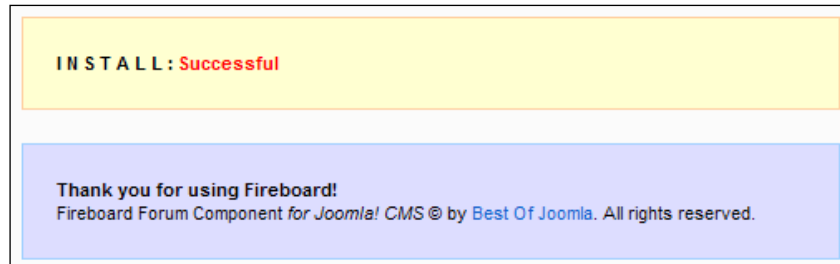 I N S T A L L : Successful
Thank you for using Fireboard!
Fireboard Forum Component for Joomla! CMS © by Best Of Joomla. All rights reserved.